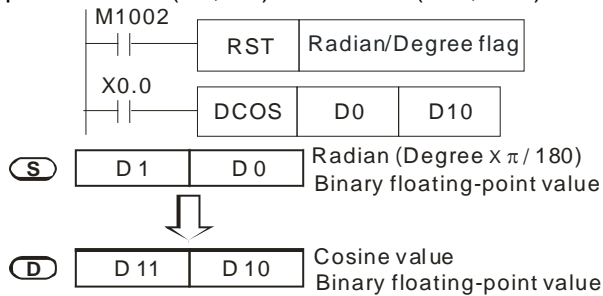 M1002
RST Radian/Degree flag
X0.0
DCOS D0 D10
S D 1 D 0 Radian (Degree x π / 180)
Binary floating-point value
D D 11 D 10 Cosine value
Binary floating-point value